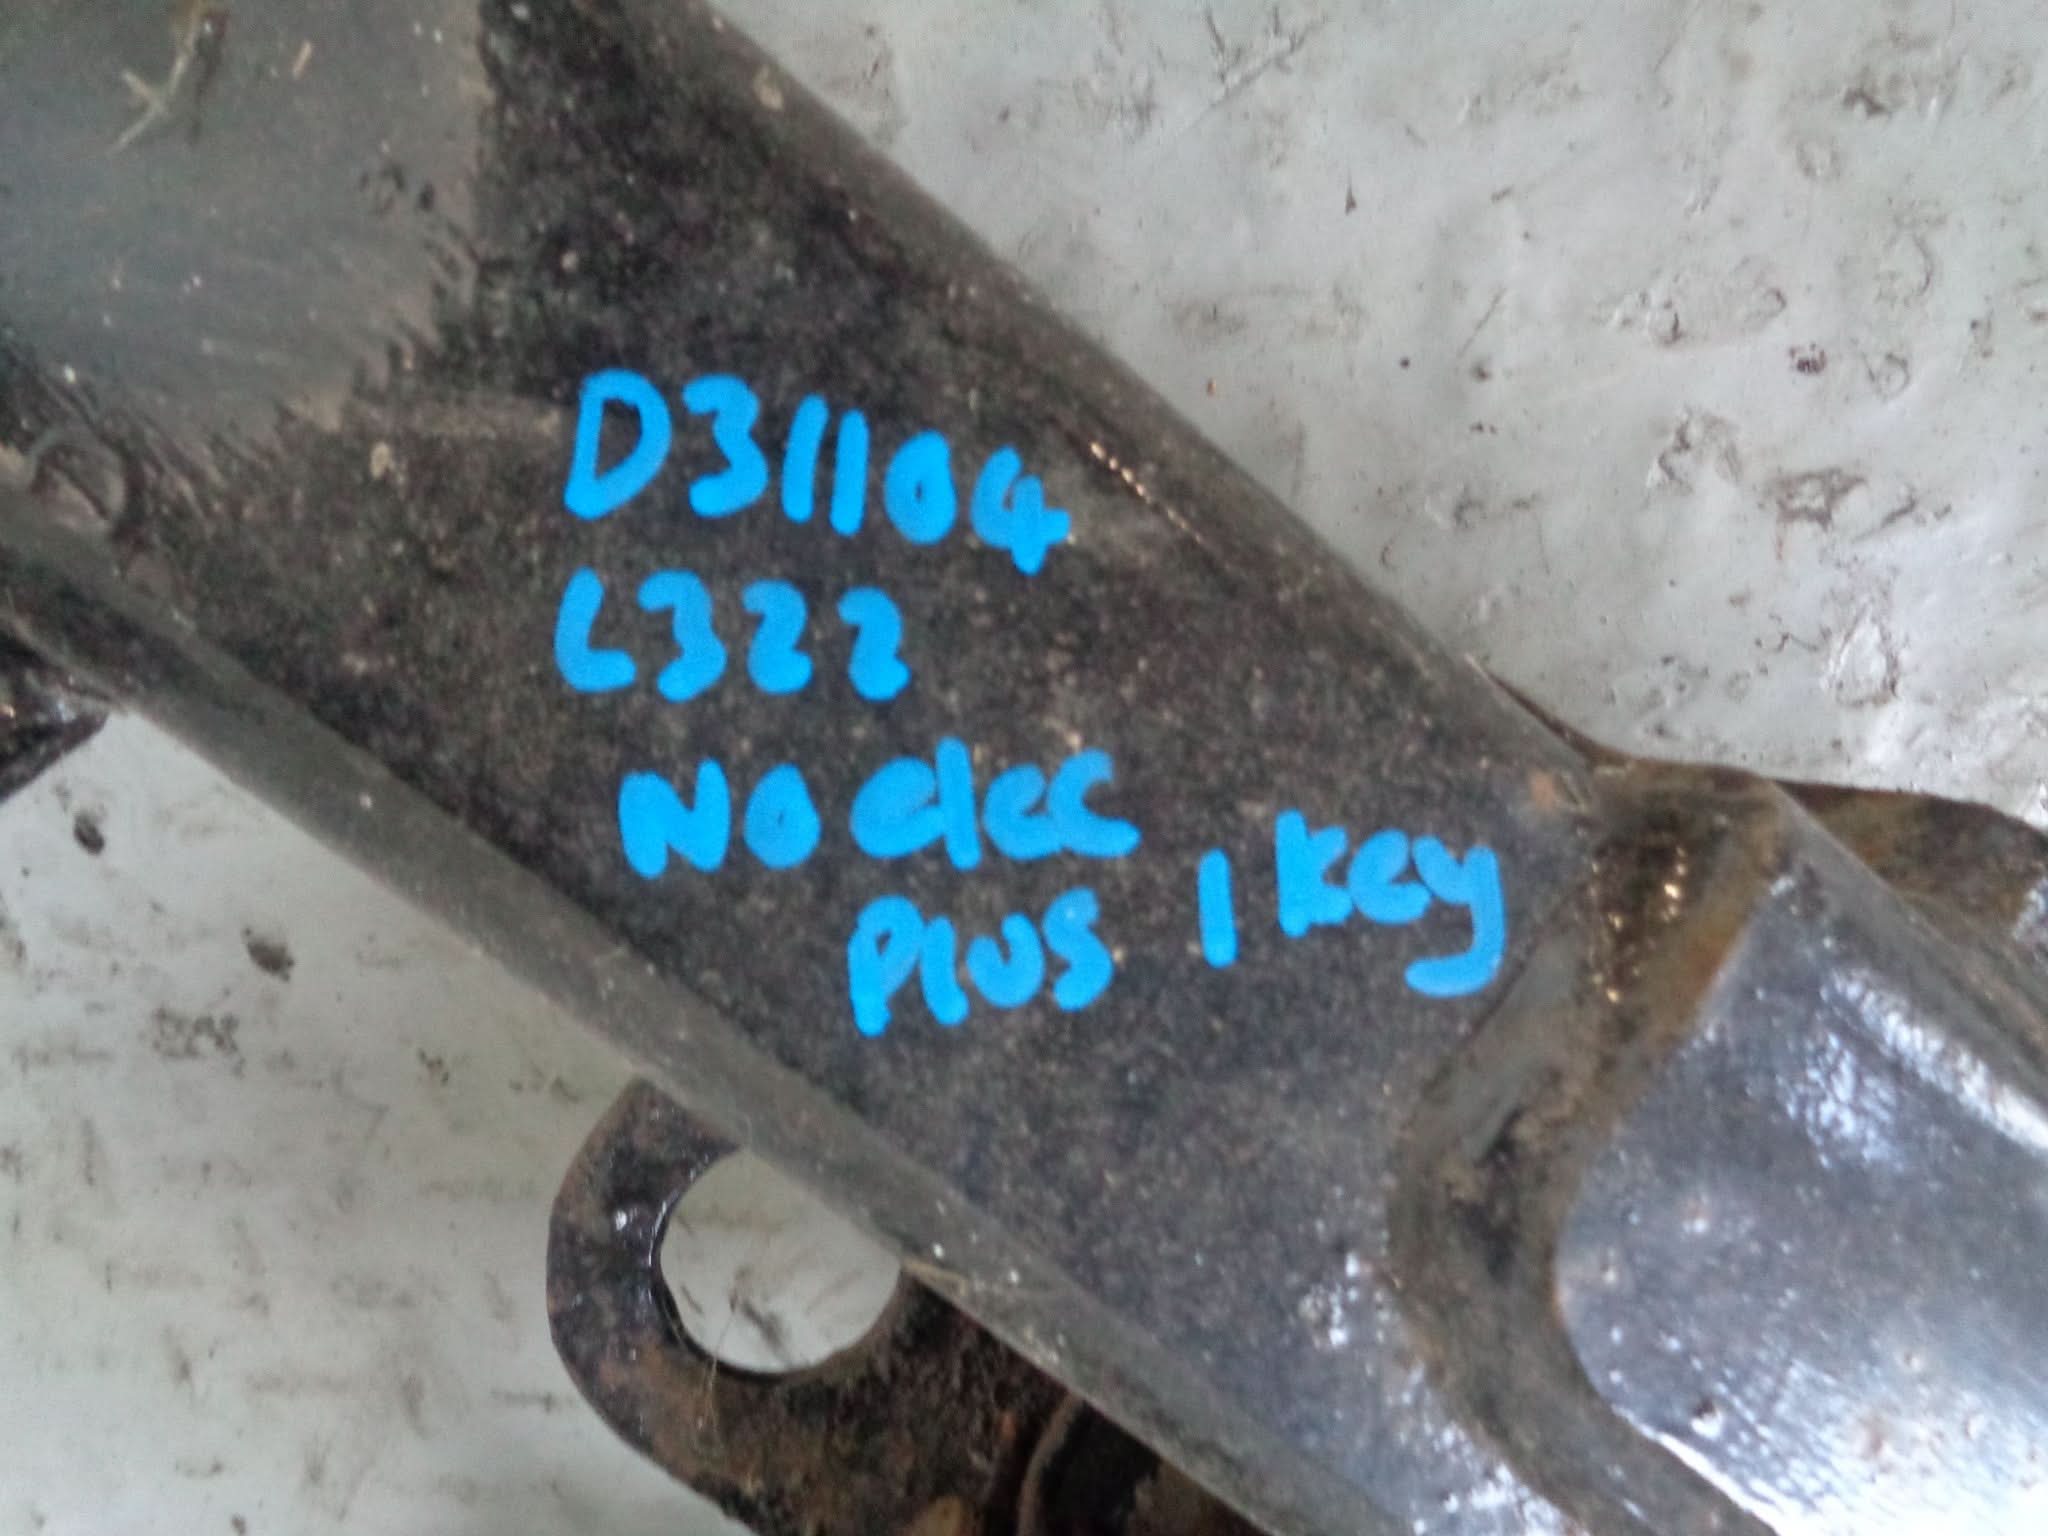 D31104
L322
NO elec
Plus 1 Key